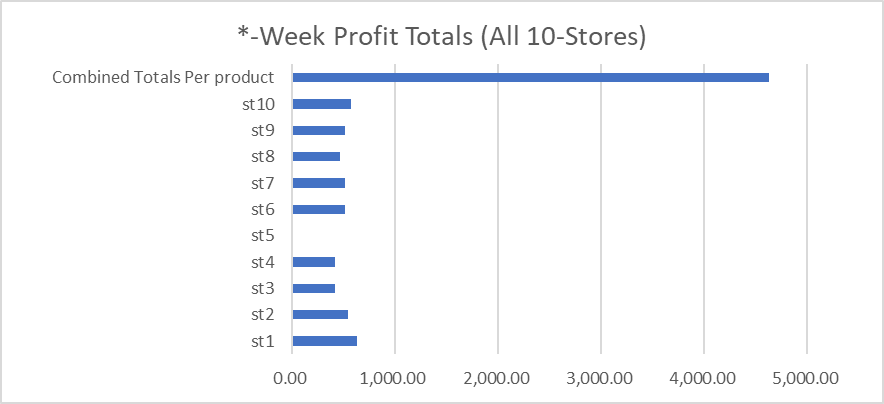 *-Week Profit Totals (All 10-Stores)
Combined Totals Per product
st10
st9
st8
st7
st6
st5
st4
st3
st2
st1
0.00 1,000.00 2,000.00 3,000.00 4,000.00 5,000.00